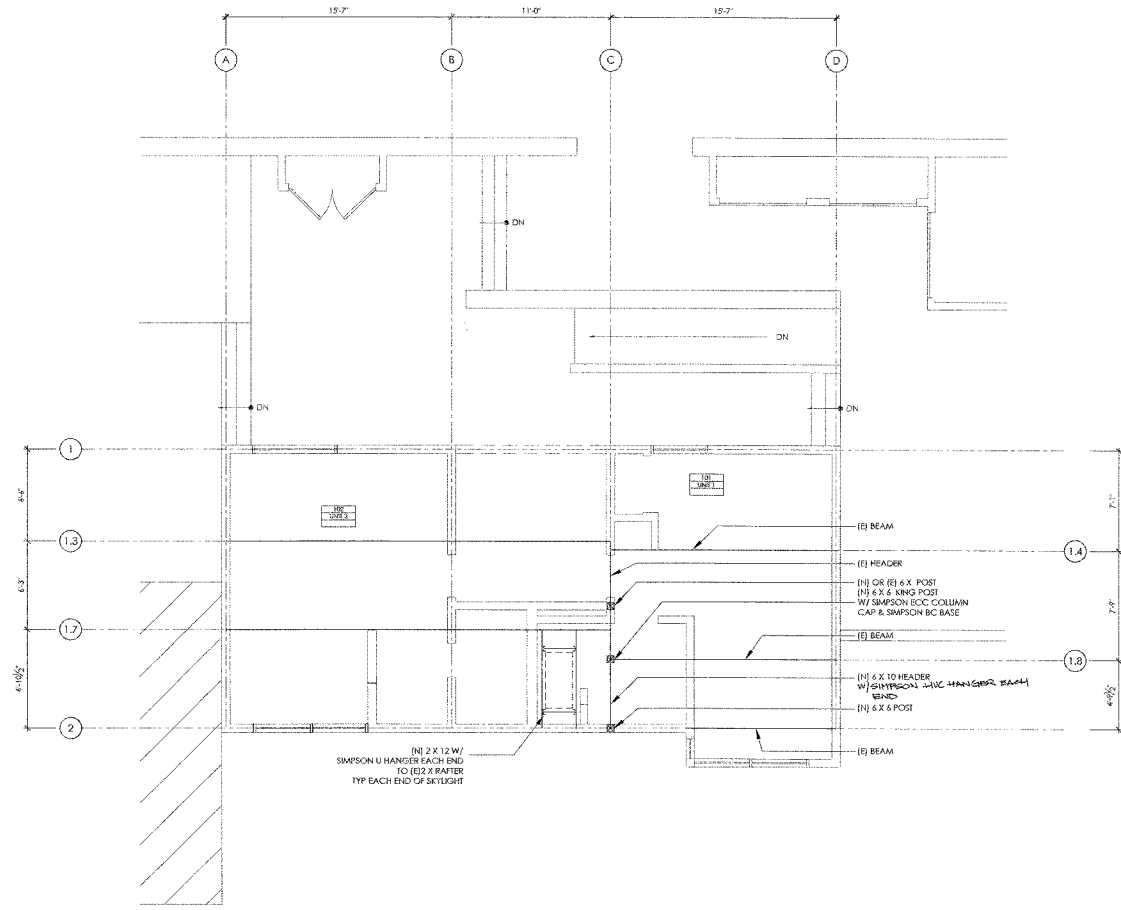 15'-7"
11'-0"
15'-7"
A
B
C
D
DN
DN
DN
DN
1
102
UNIT 2
101
UNIT 1
6'-6"
7'-1"
1.3
(E) BEAM
1.4
(E) HEADER
6'-3"
(N) OR (E) 6 X POST
(N) 6 X 6 KING POST
W/ SIMPSON ECC COLUMN
CAP & SIMPSON BC BASE
7'-9"
1.7
(E) BEAM
1.8
(N) 6 X 10 HEADER
W/ SIMPSON HUC HANGER EACH
END
(N) 6 X 6 POST
2
(N) 2 X 12 W/
SIMPSON U HANGER EACH END
TO (E)2 X RAFTER
TYP EACH END OF SKYLIGHT
(E) BEAM